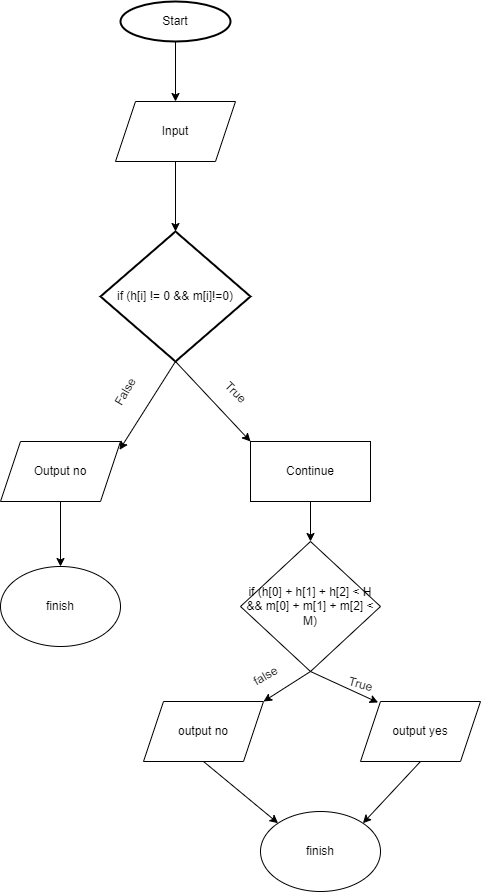 Start
Input
if (h[i] != 0 && m[i]!=0)
False
True
Output no
Continue
finish
if (h[0] + h[1] + h[2] < H
&& m[0] + m[1] + m[2] <
M)
false
True
output no
output yes
finish